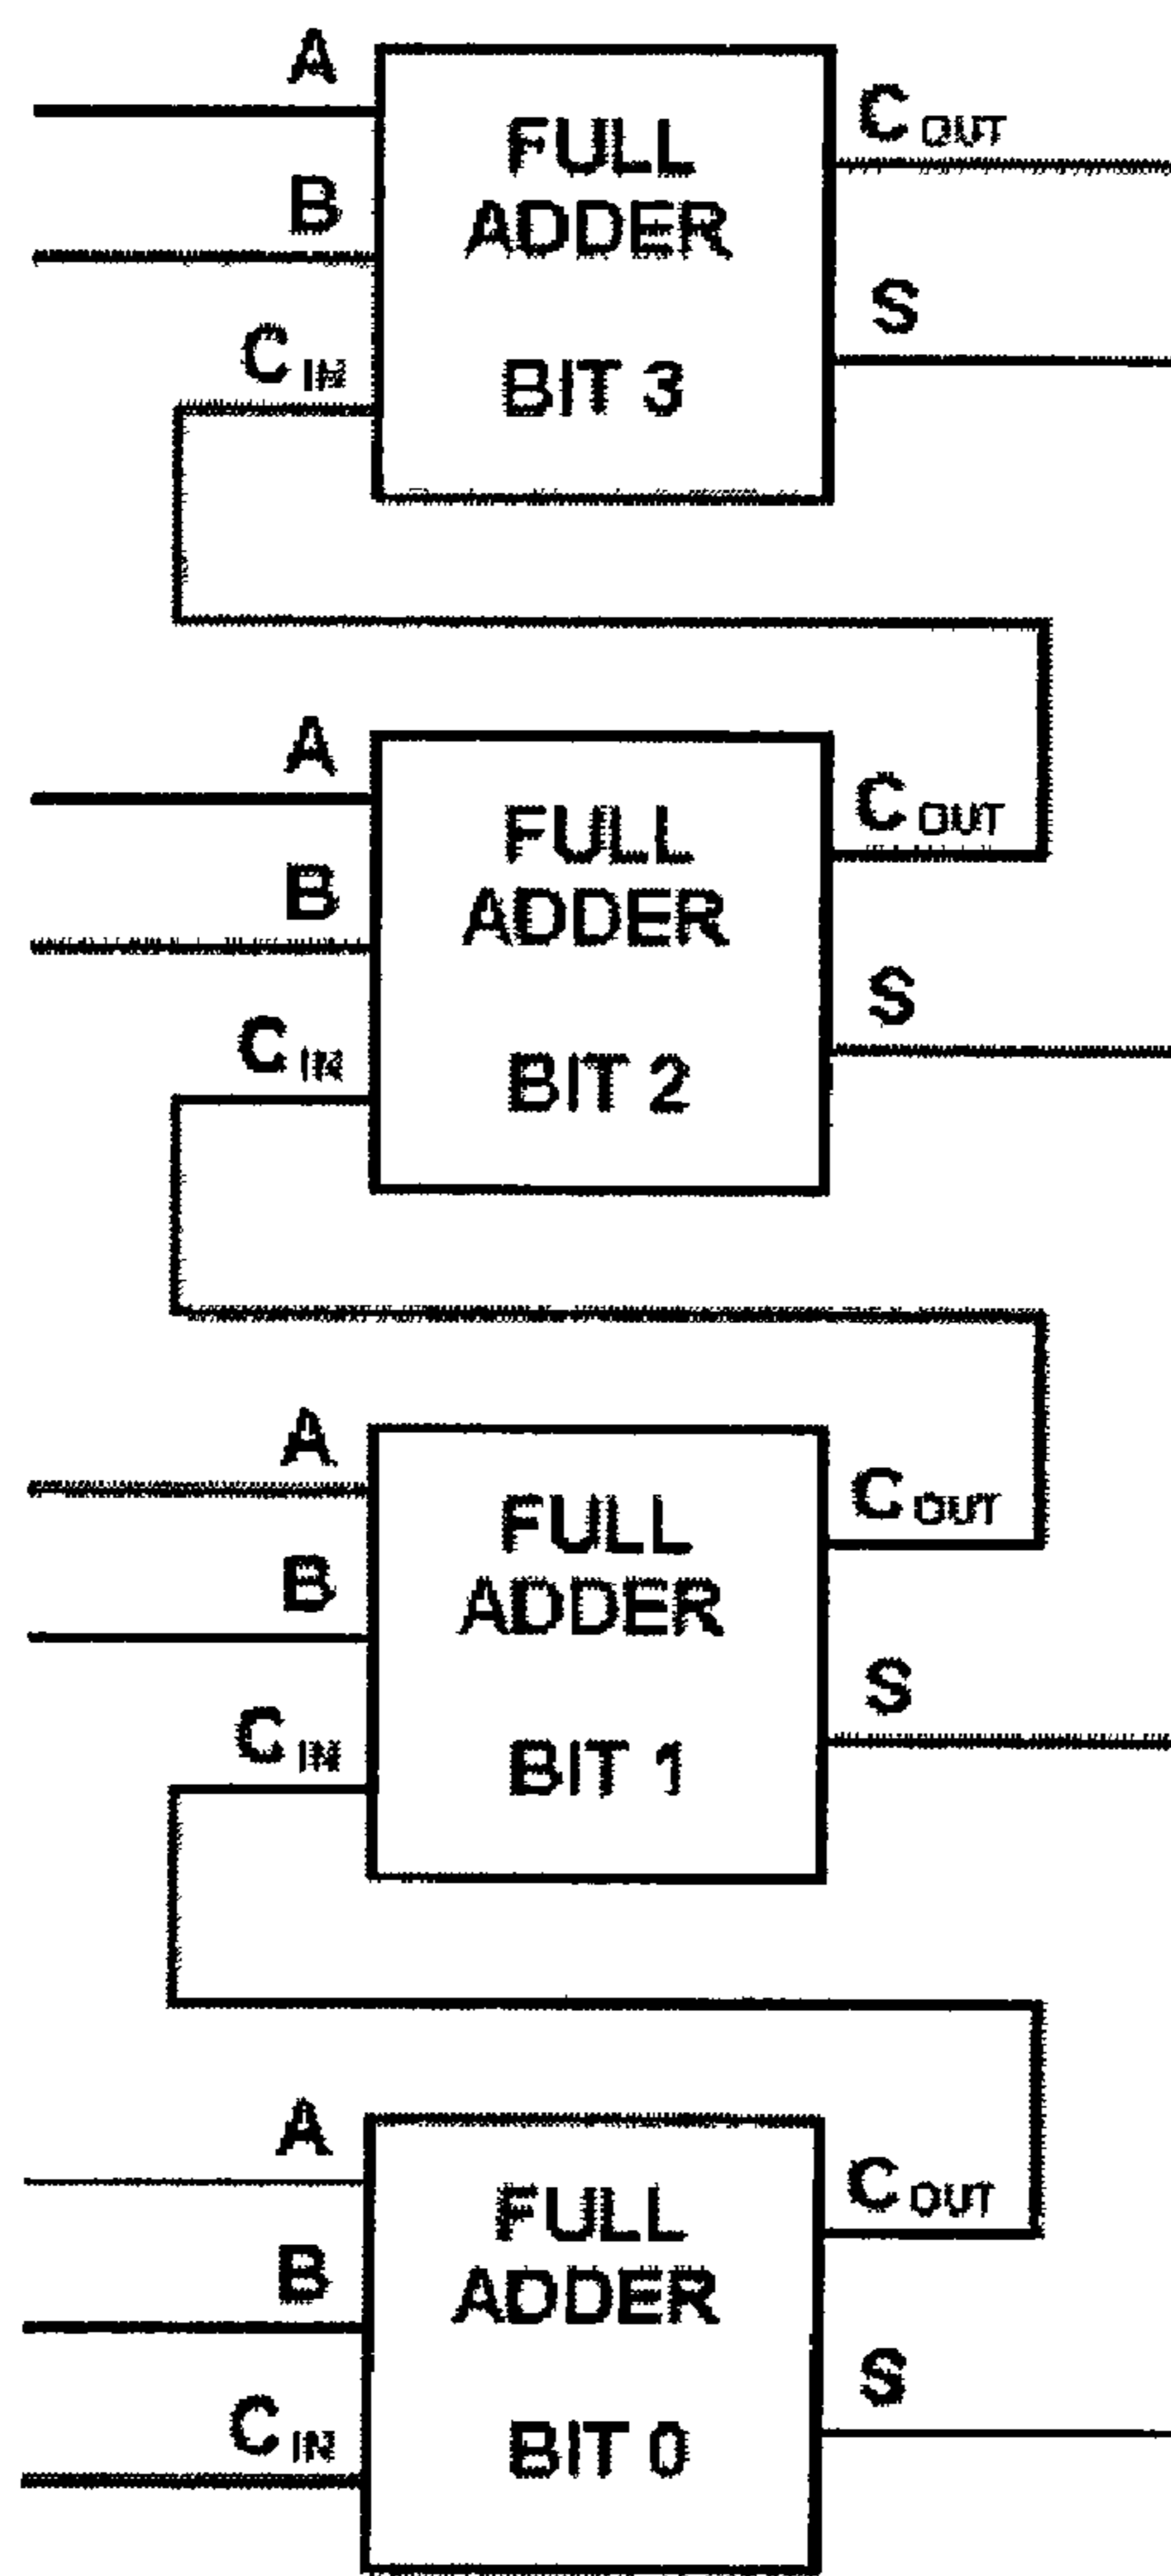 A
FULL
ADDER
C OUT
B
S
C IN
BIT 3
A
FULL
ADDER
C OUT
B
S
C IN
BIT 2
A
FULL
ADDER
C OUT
B
S
C IN
BIT 1
A
FULL
ADDER
C OUT
B
S
C IN
BIT 0